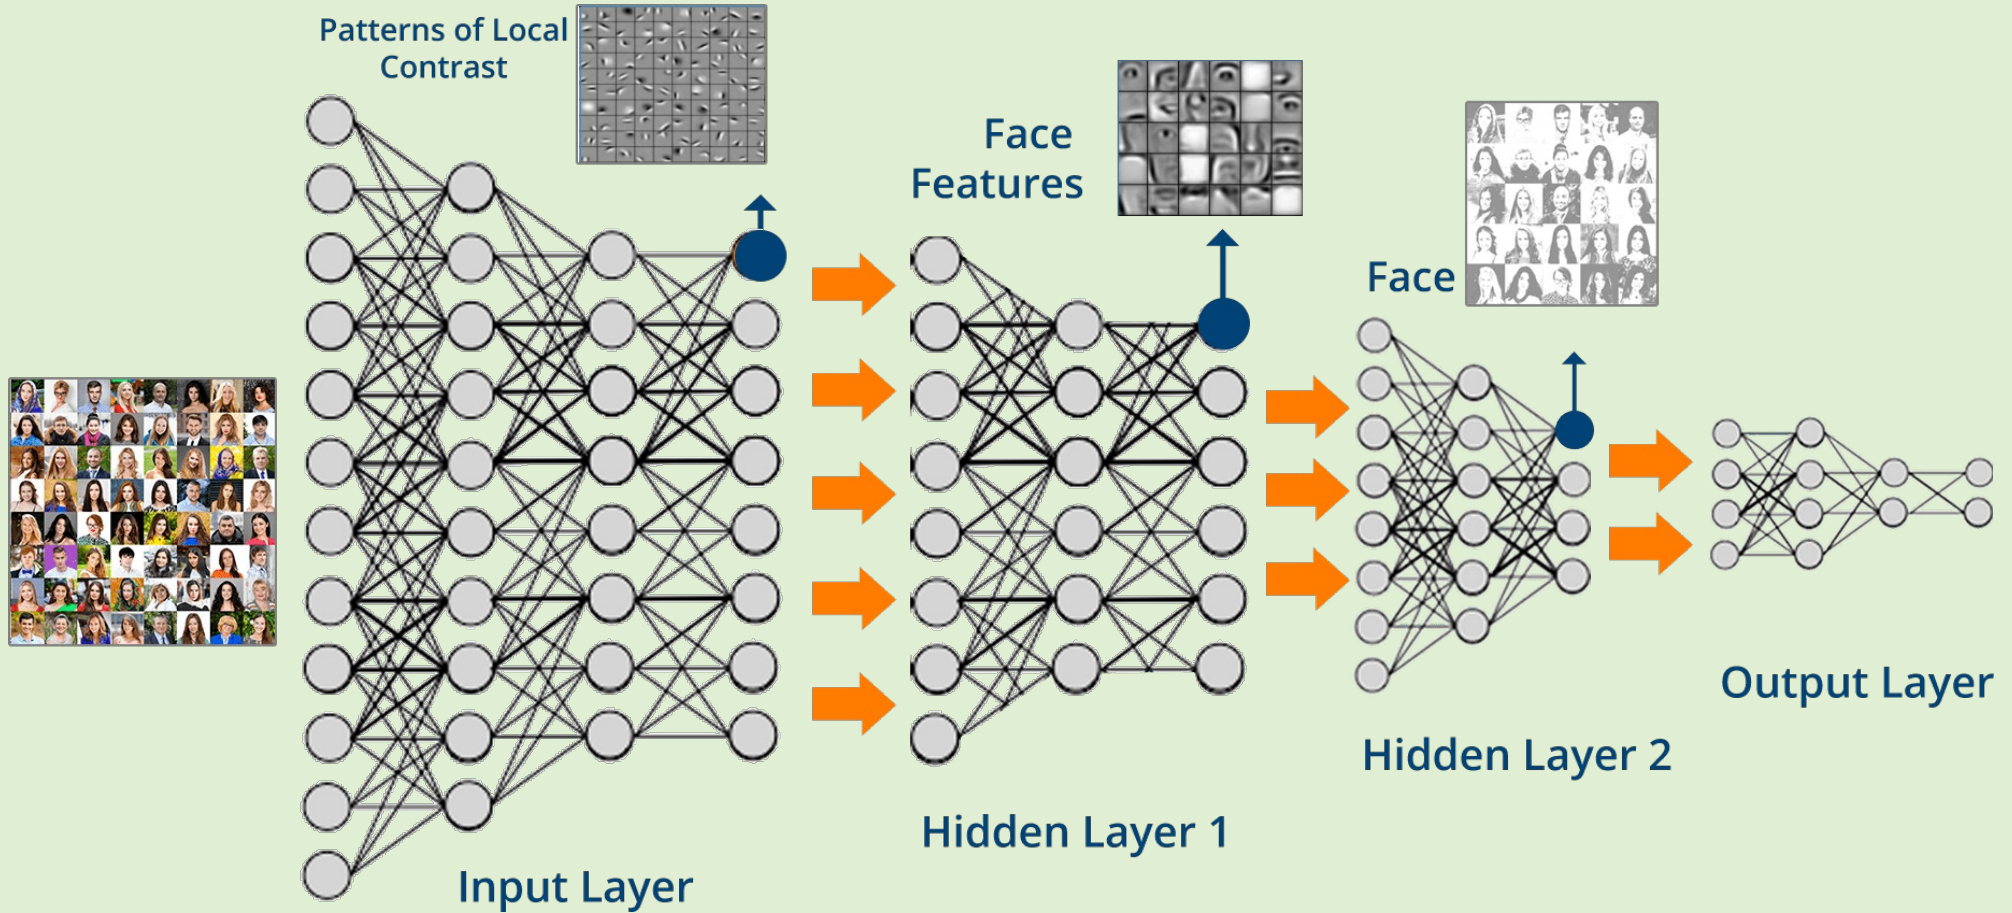 Patterns of Local
Contrast
Face
Features
Face
Input Layer
Hidden Layer 1
Hidden Layer 2
Output Layer